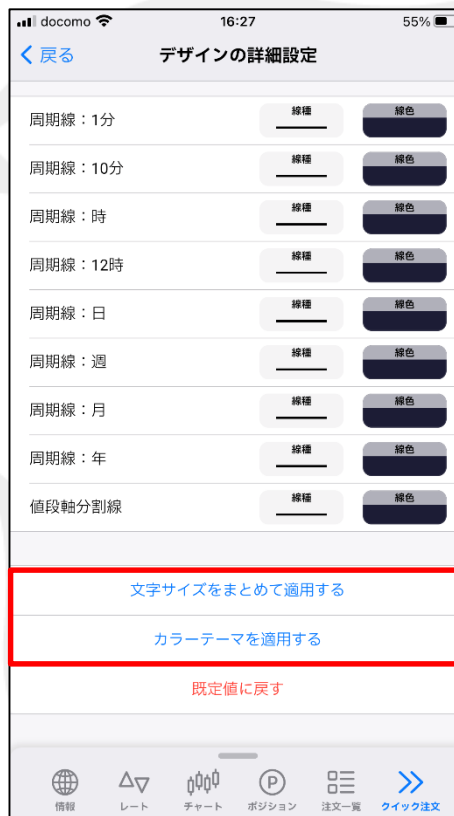 docomo 16:27 55%
戻る デザインの詳細設定
周期線：1分 線種 線色
周期線：10分 線種 線色
周期線：時 線種 線色
周期線：12時 線種 線色
周期線：日 線種 線色
周期線：週 線種 線色
周期線：月 線種 線色
周期線：年 線種 線色
値段軸分割線 線種 線色
文字サイズをまとめて適用する
カラーテーマを適用する
既定値に戻す
P
情報 レート チャート ポジション 注文一覧 クイック注文